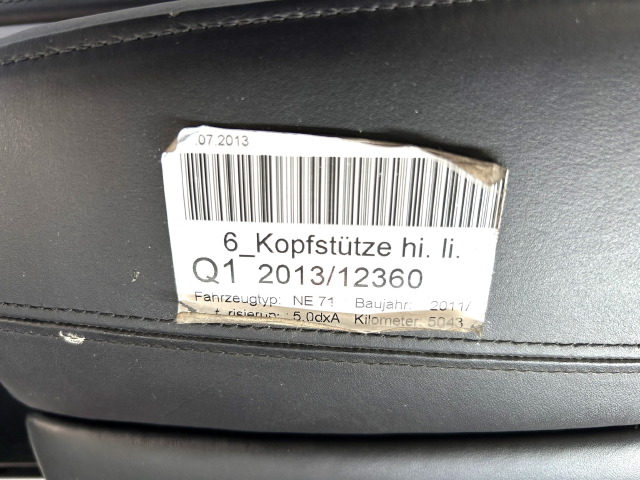 .07.2013
6_Kopfstütze hi. li.
Q1 2013/12360
Fahrzeugtyp: NE 71 Baujahr: 2011/
5.0dxA Kilometer: 5043